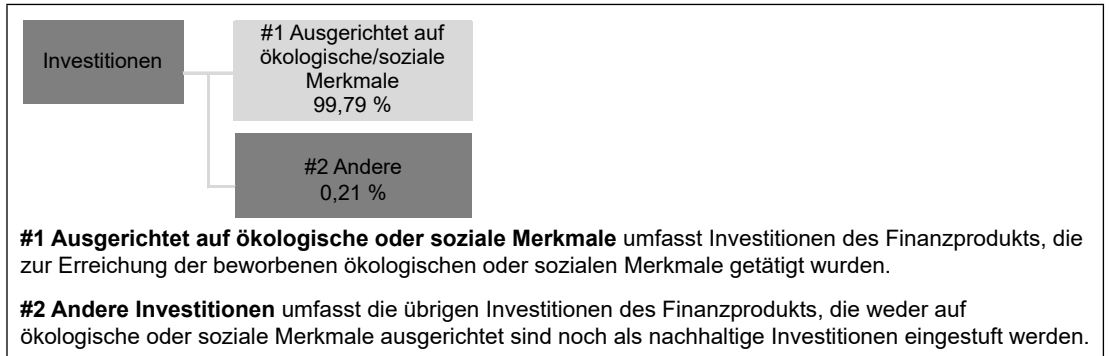 Investitionen
#1 Ausgerichtet auf
ökologische/soziale
Merkmale
99,79 %
#2 Andere
0,21 %
#1 Ausgerichtet auf ökologische oder soziale Merkmale umfasst Investitionen des Finanzprodukts, die
zur Erreichung der beworbenen ökologischen oder sozialen Merkmale getätigt wurden.
#2 Andere Investitionen umfasst die übrigen Investitionen des Finanzprodukts, die weder auf
ökologische oder soziale Merkmale ausgerichtet sind noch als nachhaltige Investitionen eingestuft werden.